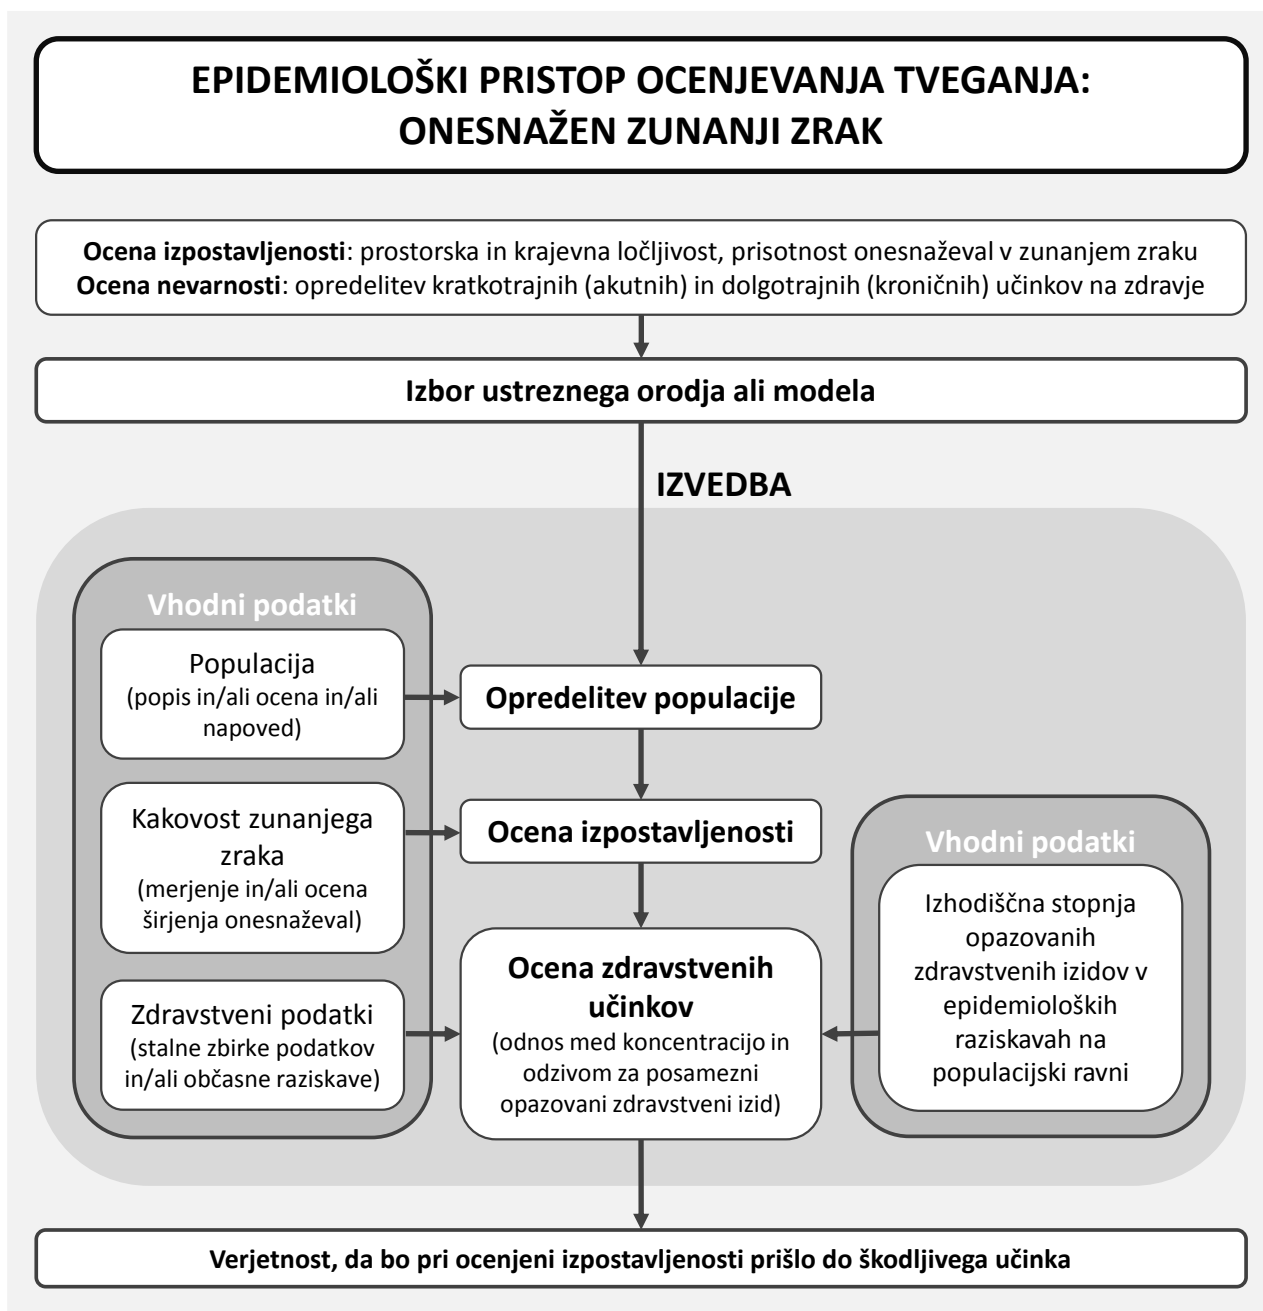 EPIDEMIOLOŠKI PRISTOP OCENJEVANJA TVEGANJA:
ONESNAŽEN ZUNANJI ZRAK
Ocena izpostavljenosti: prostorska in krajevna ločljivost, prisotnost onesnaževal v zunanjem zraku
Ocena nevarnosti: opredelitev kratkotrajnih (akutnih) in dolgotrajnih (kroničnih) učinkov na zdravje
Izbor ustreznega orodja ali modela
IZVEDBA
Vhodni podatki
Populacija
(popis in/ali ocena in/ali
napoved)
Kakovost zunanjega
zraka
(merjenje in/ali ocena
širjenja onesnaževal)
Zdravstveni podatki
(stalne zbirke podatkov
in/ali občasne raziskave)
Opredelitev populacije
Ocena izpostavljenosti
Ocena zdravstvenih
učinkov
(odnos med koncentracijo in
odzivom za posamezni
opazovani zdravstveni izid)
Vhodni podatki
Izhodiščna stopnja
opazovanih
zdravstvenih izidov v
epidemioloških
raziskavah na
populacijski ravni
Verjetnost, da bo pri ocenjeni izpostavljenosti prišlo do škodljivega učinka